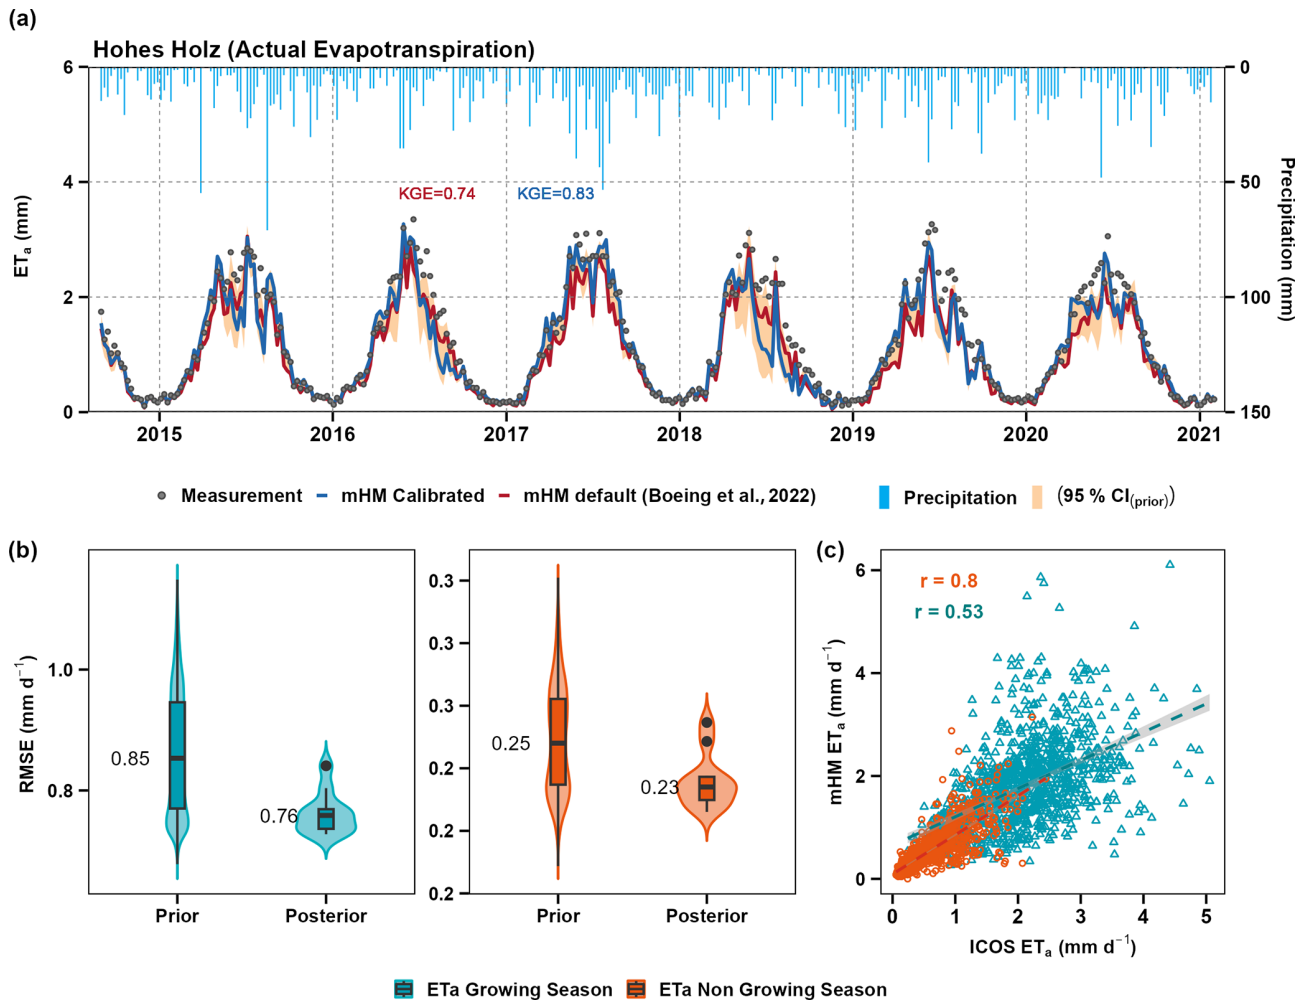 (a)
Hohes Holz (Actual Evapotranspiration)
6
4
2
0
ETa (mm)
0
50
100
150
Precipitation (mm)
KGE=0.74
KGE=0.83
2015
2016
2017
2018
2019
2020
2021
Measurement
mHM Calibrated
mHM default (Boeing et al., 2022)
Precipitation
(95 % CI(prior))
(b)
RMSE (mm d−1)
1.0
0.8
0.85
0.76
Prior
Posterior
0.3
0.3
0.3
0.2
0.2
0.2
0.25
0.23
Prior
Posterior
(c)
mHM ETa (mm d−1)
6
4
2
0
r = 0.8
r = 0.53
0
1
2
3
4
5
ICOS ETa (mm d−1)
ETa Growing Season
ETa Non Growing Season